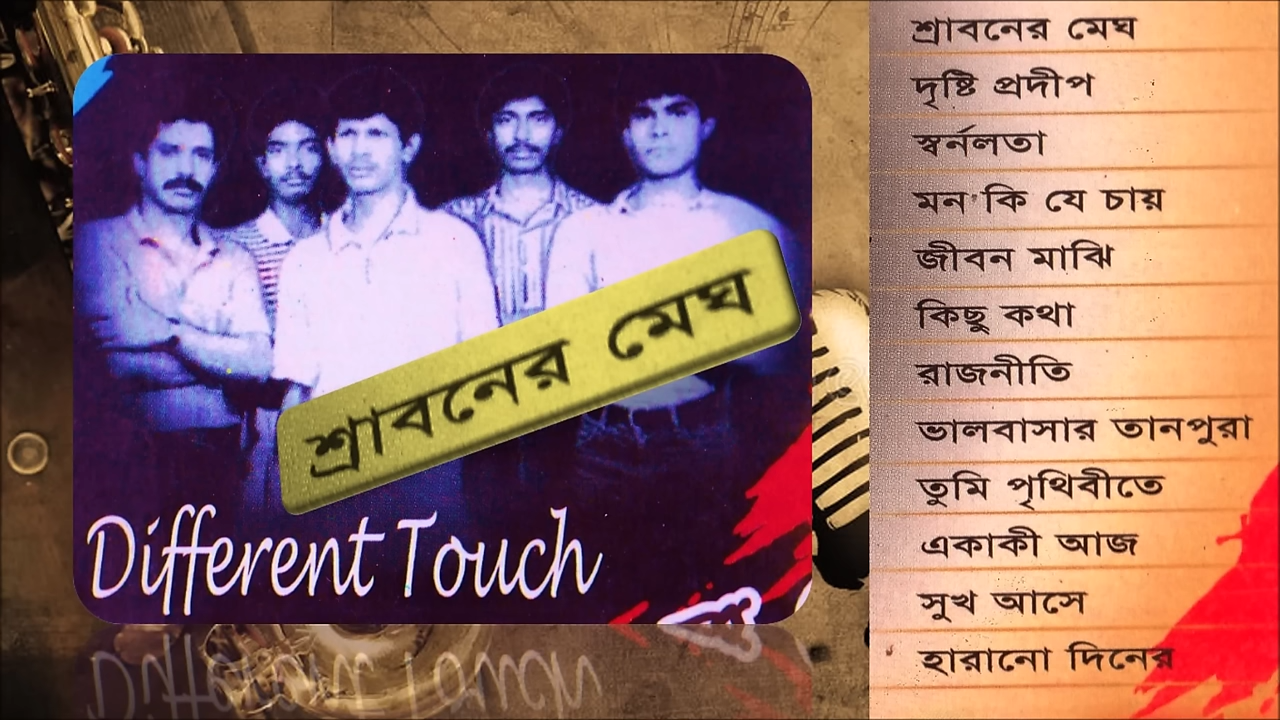 শ্রাবনের মেঘ
Different Touch
শ্রাবনের মেঘ
দৃষ্টি প্রদীপ
স্বর্নলতা
মন কি যে চায়
জীবন মাঝি
কিছু কথা
রাজনীতি
ভালবাসার তানপুরা
তুমি পৃথিবীতে
একাকী আজ
সুখ আসে
হারানো দিনের